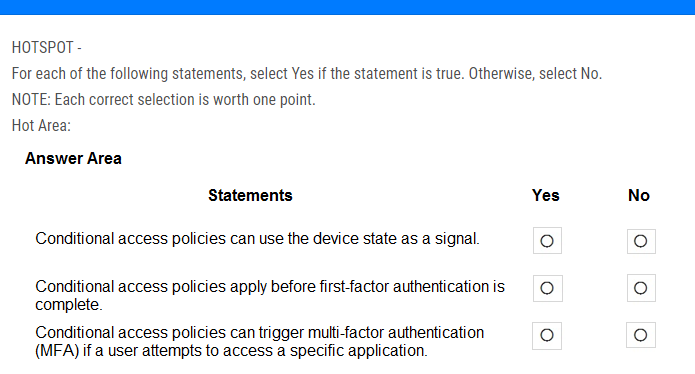 HOTSPOT -
For each of the following statements, select Yes if the statement is true. Otherwise, select No.
NOTE: Each correct selection is worth one point.
Hot Area:
Answer Area
Statements Yes No
Conditional access policies can use the device state as a signal.
Conditional access policies apply before first-factor authentication is
complete.
Conditional access policies can trigger multi-factor authentication
(MFA) if a user attempts to access a specific application.